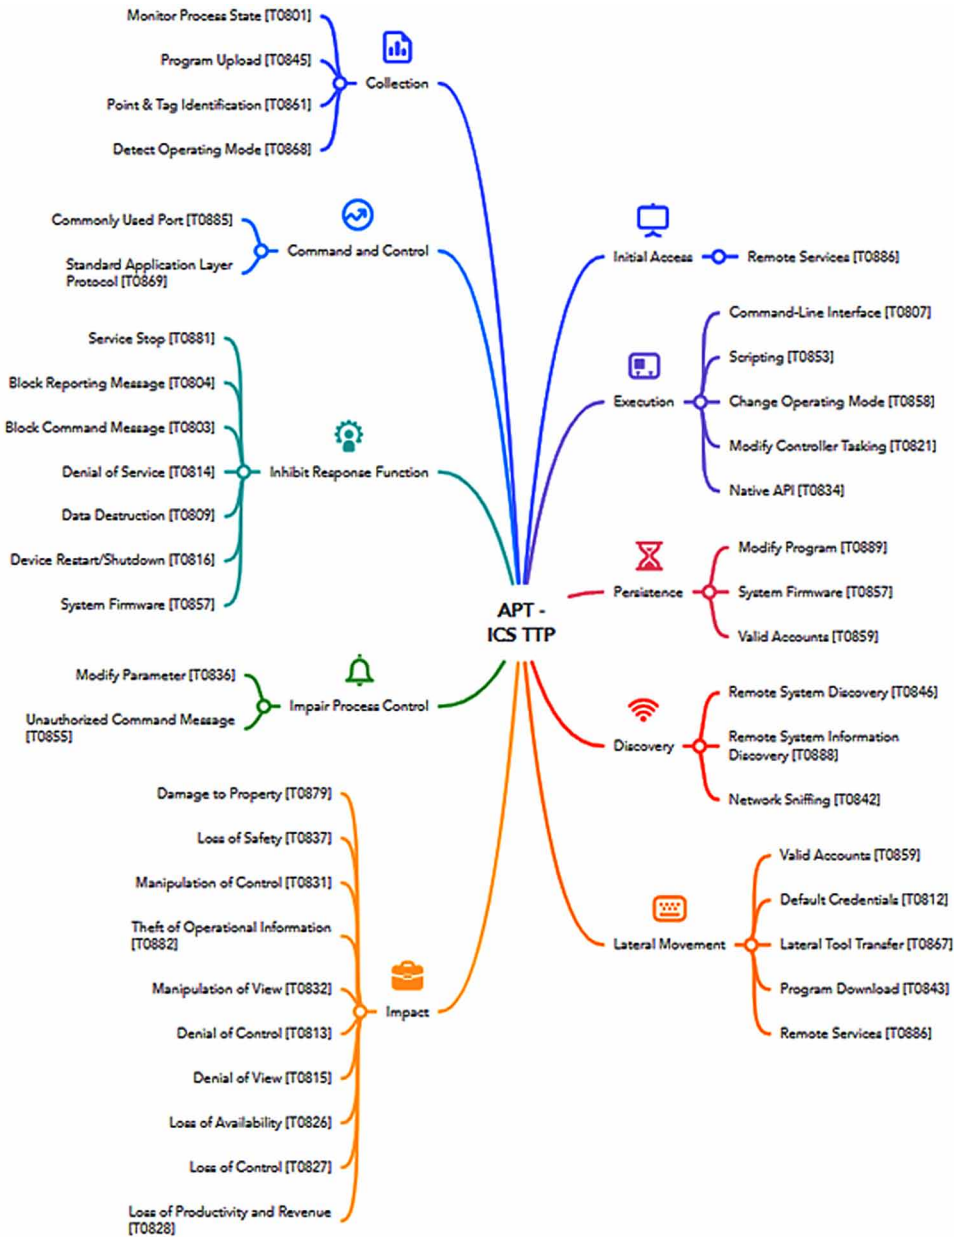 Monitor Process State [T0801]
Program Upload [T0845]
Point & Tag Identification [T0861]
Detect Operating Mode [T0868]
Collection
Commonly Used Port [T0885]
Standard Application Layer
Protocol [T0869]
Command and Control
Service Stop [T0881]
Block Reporting Message [T0804]
Block Command Message [T0803]
Denial of Service [T0814]
Data Destruction [T0809]
Device Restart/Shutdown [T0816]
System Firmware [T0857]
Inhibit Response Function
Modify Parameter [T0836]
Unauthorized Command Message
[T0855]
Impair Process Control
Damage to Property [T0879]
Loss of Safety [T0837]
Manipulation of Control [T0831]
Theft of Operational Information
[T0882]
Manipulation of View [T0832]
Denial of Control [T0813]
Denial of View [T0815]
Loss of Availability [T0826]
Loss of Control [T0827]
Loss of Productivity and Revenue
[T0828]
Impact
APT -
ICS TTP
Initial Access
Remote Services [T0886]
Execution
Command-Line Interface [T0807]
Scripting [T0853]
Change Operating Mode [T0858]
Modify Controller Tasking [T0821]
Native API [T0834]
Persistence
Modify Program [T0889]
System Firmware [T0857]
Valid Accounts [T0859]
Discovery
Remote System Discovery [T0846]
Remote System Information
Discovery [T0888]
Network Sniffing [T0842]
Lateral Movement
Valid Accounts [T0859]
Default Credentials [T0812]
Lateral Tool Transfer [T0867]
Program Download [T0843]
Remote Services [T0886]